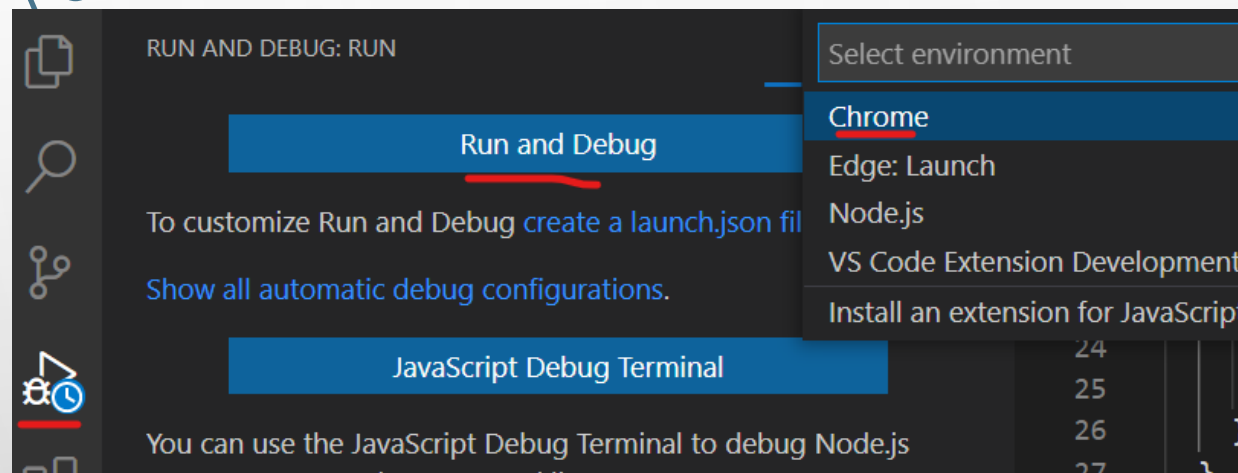 RUN AND DEBUG: RUN
Run and Debug
To customize Run and Debug create a launch.json fil
Show all automatic debug configurations.
JavaScript Debug Terminal
You can use the JavaScript Debug Terminal to debug Node.js
Select environment
Chrome
Edge: Launch
Node.js
VS Code Extension Development
Install an extension for JavaScript
24
25
26
27 }